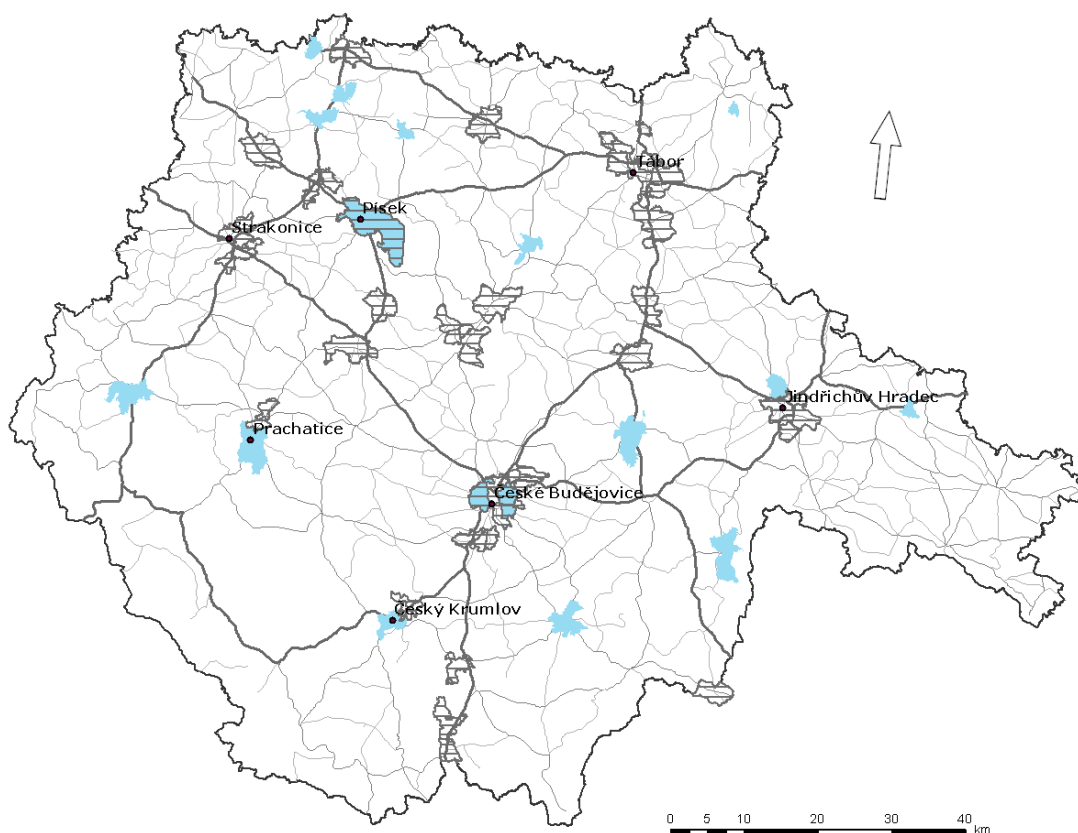 Tábor
Písek
Strakonice
Jindřichův Hradec
Prachatice
České Budějovice
Český Krumlov
0 5 10 20 30 40
km